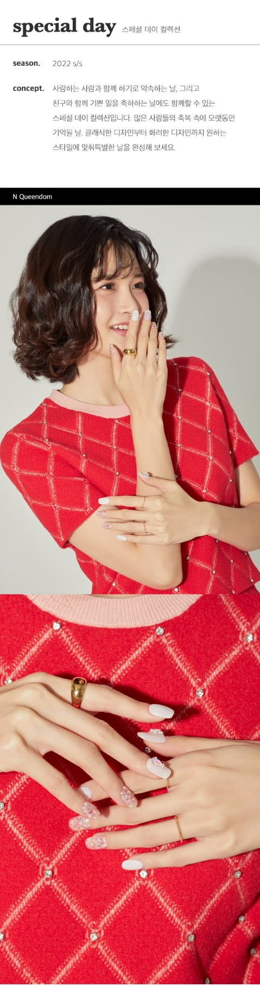 special day 스페셜 데이 컬렉션
season. 2022 s/s
concept. 사랑하는 사람과 함께 하기로 약속하는 날, 그리고
친구와 함께 기쁜 일을 축하하는 날에도 함께할 수 있는
스페셜 데이 컬렉션입니다. 많은 사람들의 축복 속에 오랫동안
기억될 날. 클래식한 디자인부터 화려한 디자인까지 원하는
스타일에 맞춰특별한 날을 완성해 보세요.
N Queendom